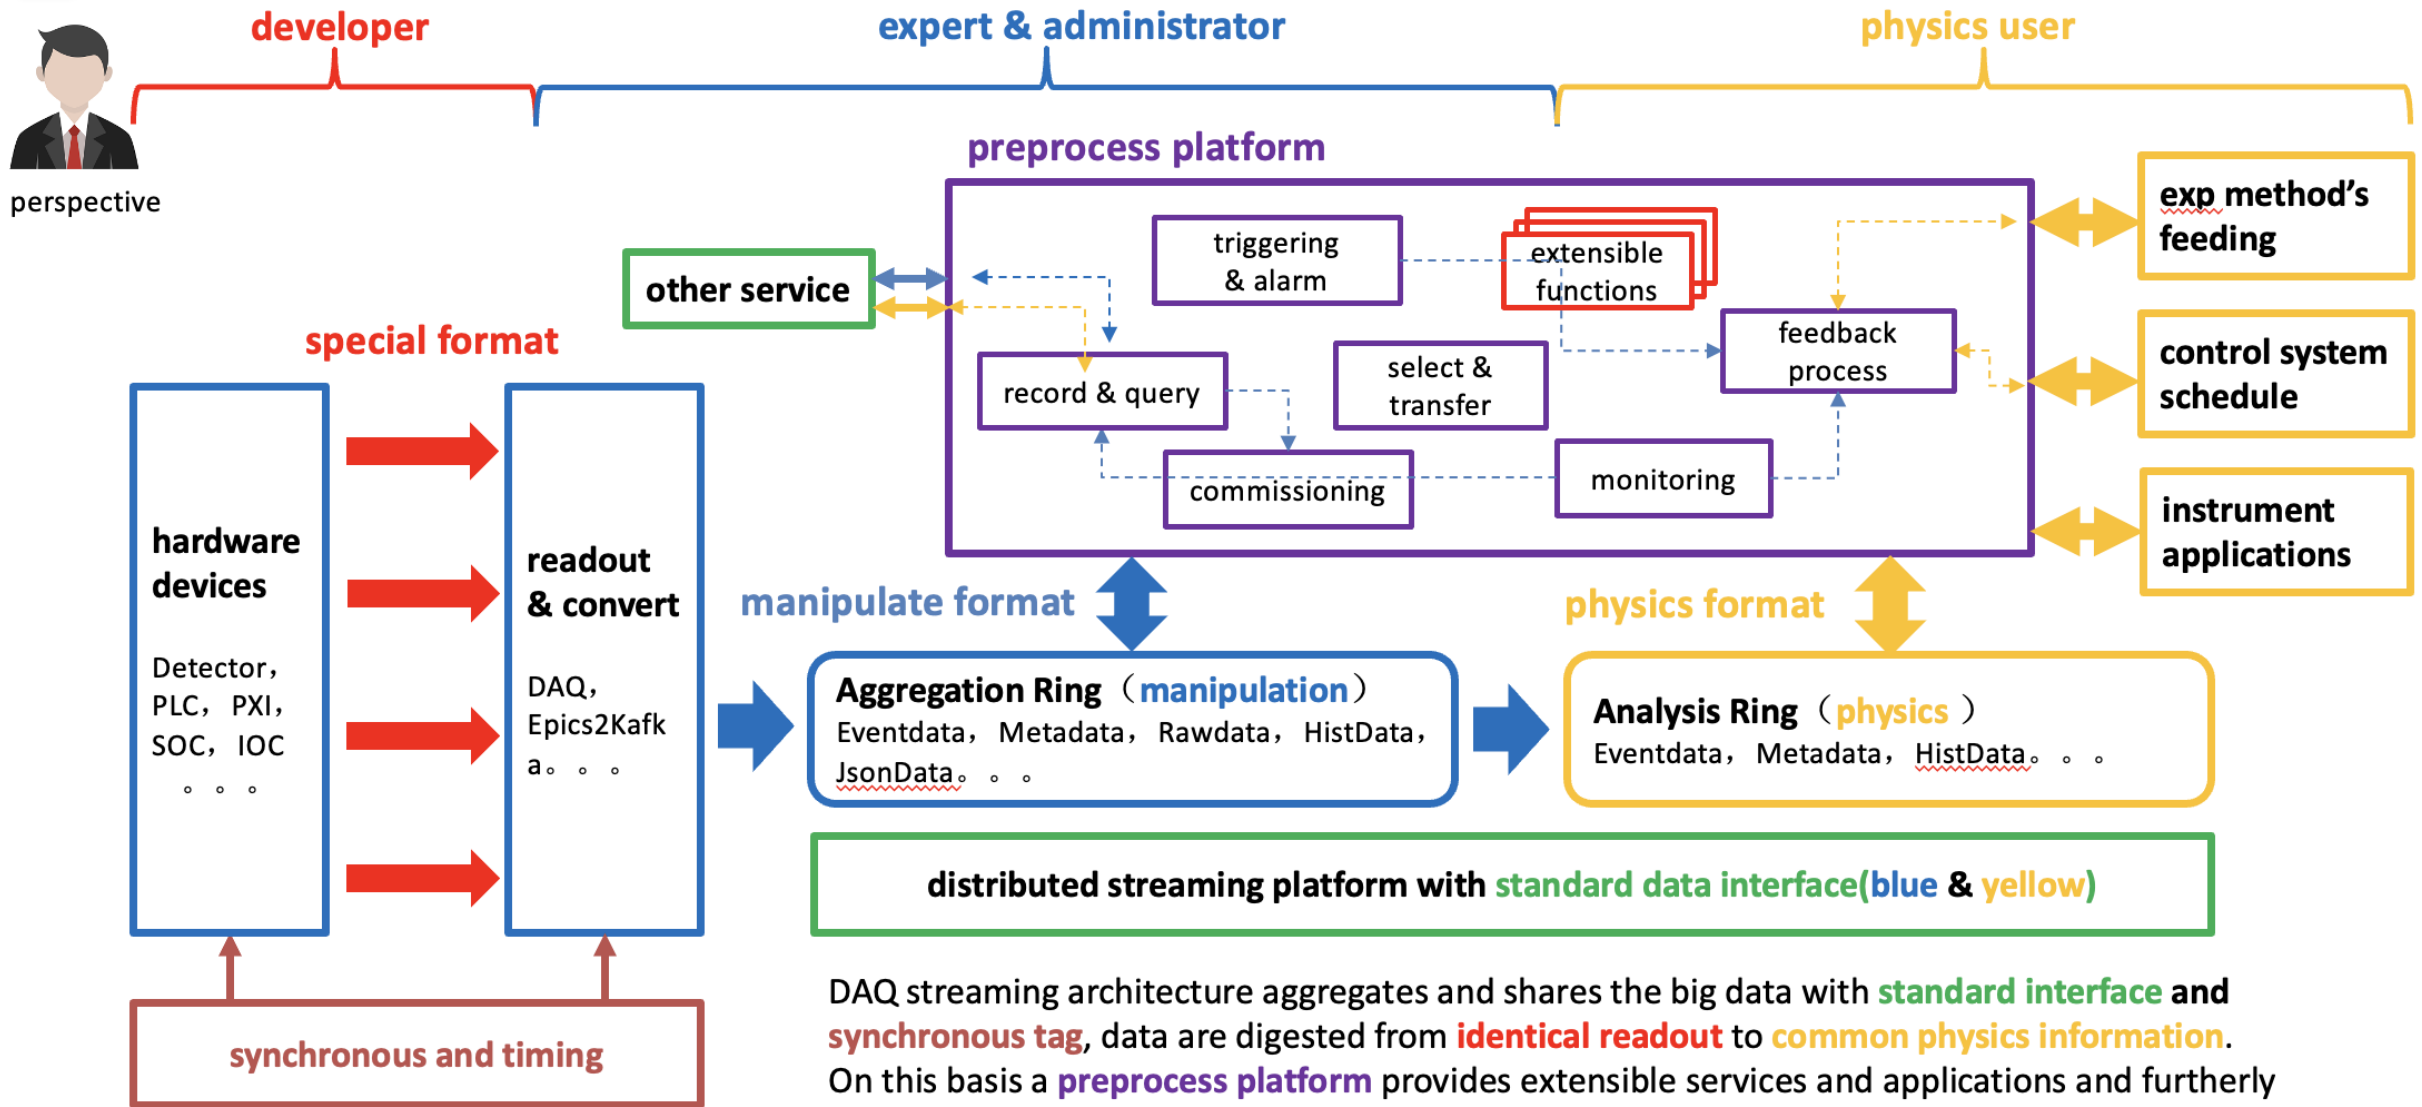 developer
expert & administrator
physics user
perspective
preprocess platform
exp method’s
feeding
triggering
& alarm
extensible
functions
other service
feedback
process
control system
schedule
special format
select &
transfer
record & query
monitoring
commissioning
instrument
applications
hardware
devices
Detector，
PLC， PXI，
SOC， IOC
。。。
readout
& convert
DAQ，
Epics2Kafk
a。。。
manipulate format
physics format
Aggregation Ring（manipulation）
Eventdata， Metadata， Rawdata， HistData，
JsonData。。。
Analysis Ring（physics ）
Eventdata， Metadata， HistData。。。
distributed streaming platform with standard data interface(blue & yellow)
synchronous and timing
DAQ streaming architecture aggregates and shares the big data with standard interface and
synchronous tag, data are digested from identical readout to common physics information.
On this basis a preprocess platform provides extensible services and applications and furtherly